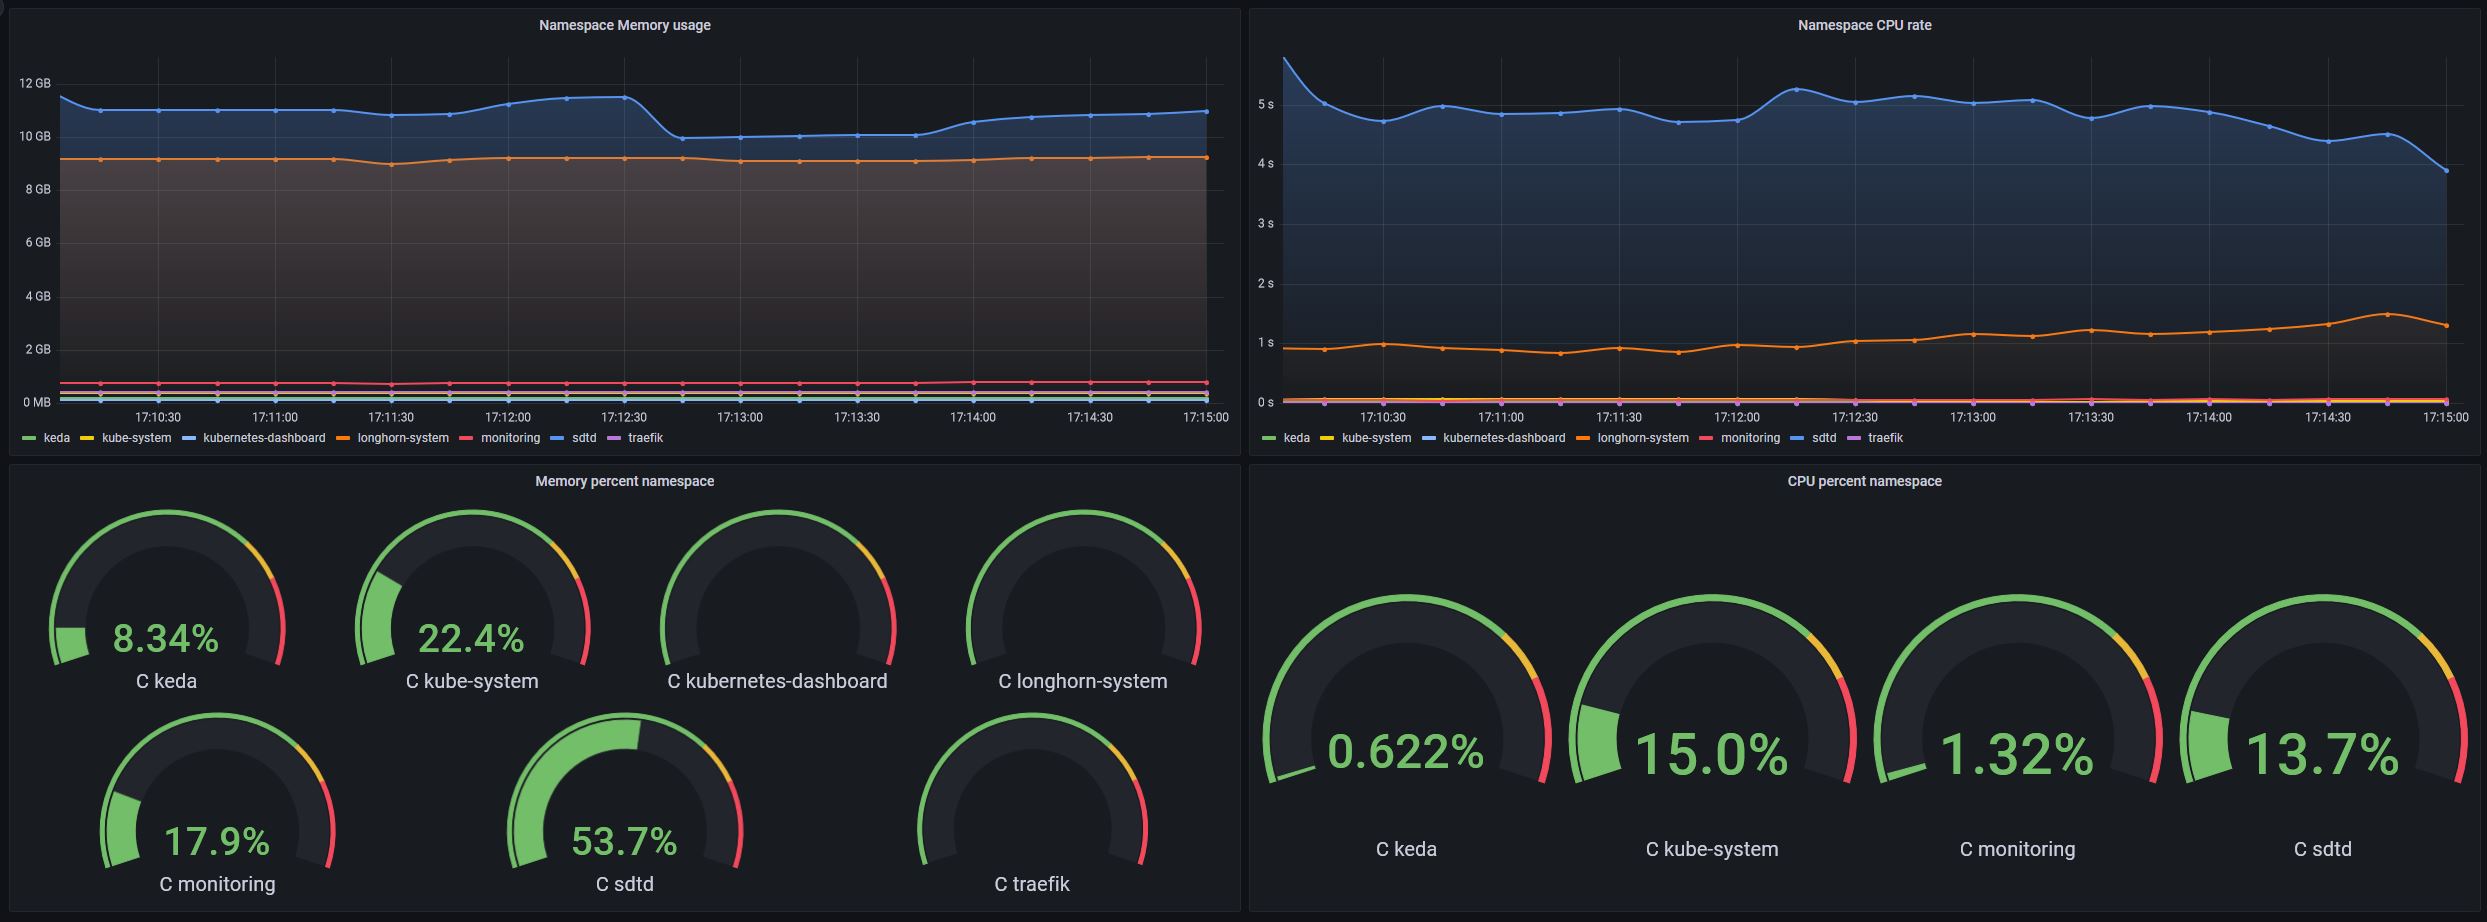 Namespace Memory usage
12 GB
10 GB
8 GB
6 GB
4 GB
2 GB
0 MB
17:10:30 17:11:00 17:11:30 17:12:00 17:12:30 17:13:00 17:13:30 17:14:00 17:14:30 17:15:00
keda kube-system kubernetes-dashboard longhorn-system monitoring sdtd traefik
Namespace CPU rate
5 s
4 s
3 s
2 s
1 s
0 s
17:10:30 17:11:00 17:11:30 17:12:00 17:12:30 17:13:00 17:13:30 17:14:00 17:14:30 17:15:00
keda kube-system kubernetes-dashboard longhorn-system monitoring sdtd traefik
Memory percent namespace
8.34% 22.4%
C keda C kube-system C kubernetes-dashboard C longhorn-system
17.9% 53.7%
C monitoring C sdtd C traefik
CPU percent namespace
0.622% 15.0% 1.32% 13.7%
C keda C kube-system C monitoring C sdtd